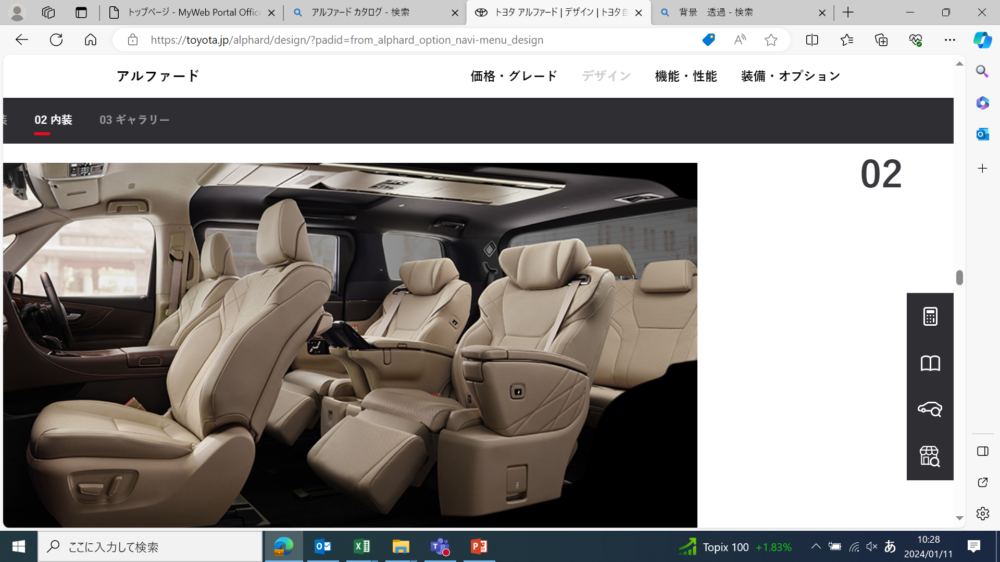 トップページ - MyWeb Portal Office
アルファード カタログ - 検索
トヨタ アルファード | デザイン | トヨタ自
背景　透過 - 検索
https://toyota.jp/alphard/design/?padid=from_alphard_option_navi-menu_design
アルファード
価格・グレード
デザイン
機能・性能
装備・オプション
装
02 内装
03 ギャラリー
02
ここに入力して検索
Topix 100 +1.83%
あ
10:28
2024/01/11